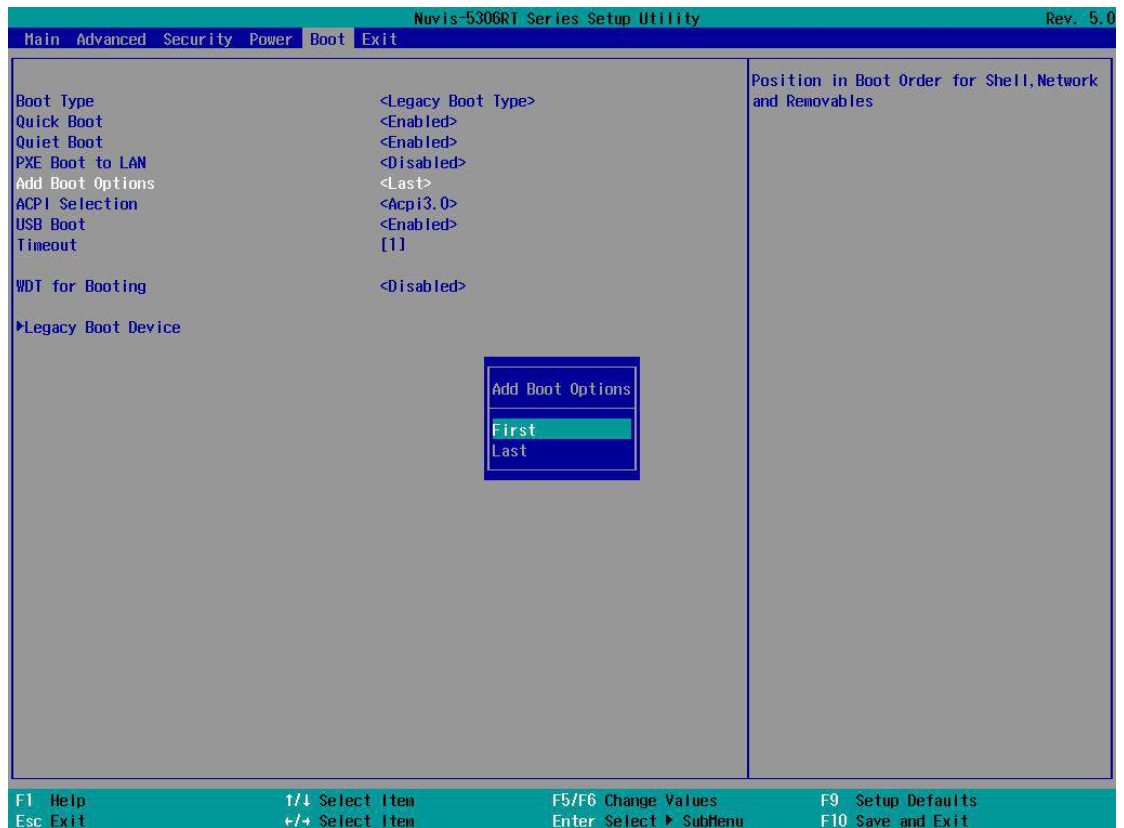 Nuvis-5306RT Series Setup Utility Rev. 5.0
Main Advanced Security Power Boot Exit
Position in Boot Order for Shell,Network
and Removables
Boot Type <Legacy Boot Type>
Quick Boot <Enabled>
Quiet Boot <Enabled>
PXE Boot to LAN <Disabled>
Add Boot Options <Last>
ACPI Selection <Acpi3.0>
USB Boot <Enabled>
Timeout [1]
WDT for Booting <Disabled>
▶Legacy Boot Device
Add Boot Options
First
Last
F1 Help ↑/↓ Select Item F5/F6 Change Values F9 Setup Defaults
Esc Exit ←/→ Select Item Enter Select ▶ SubMenu F10 Save and Exit